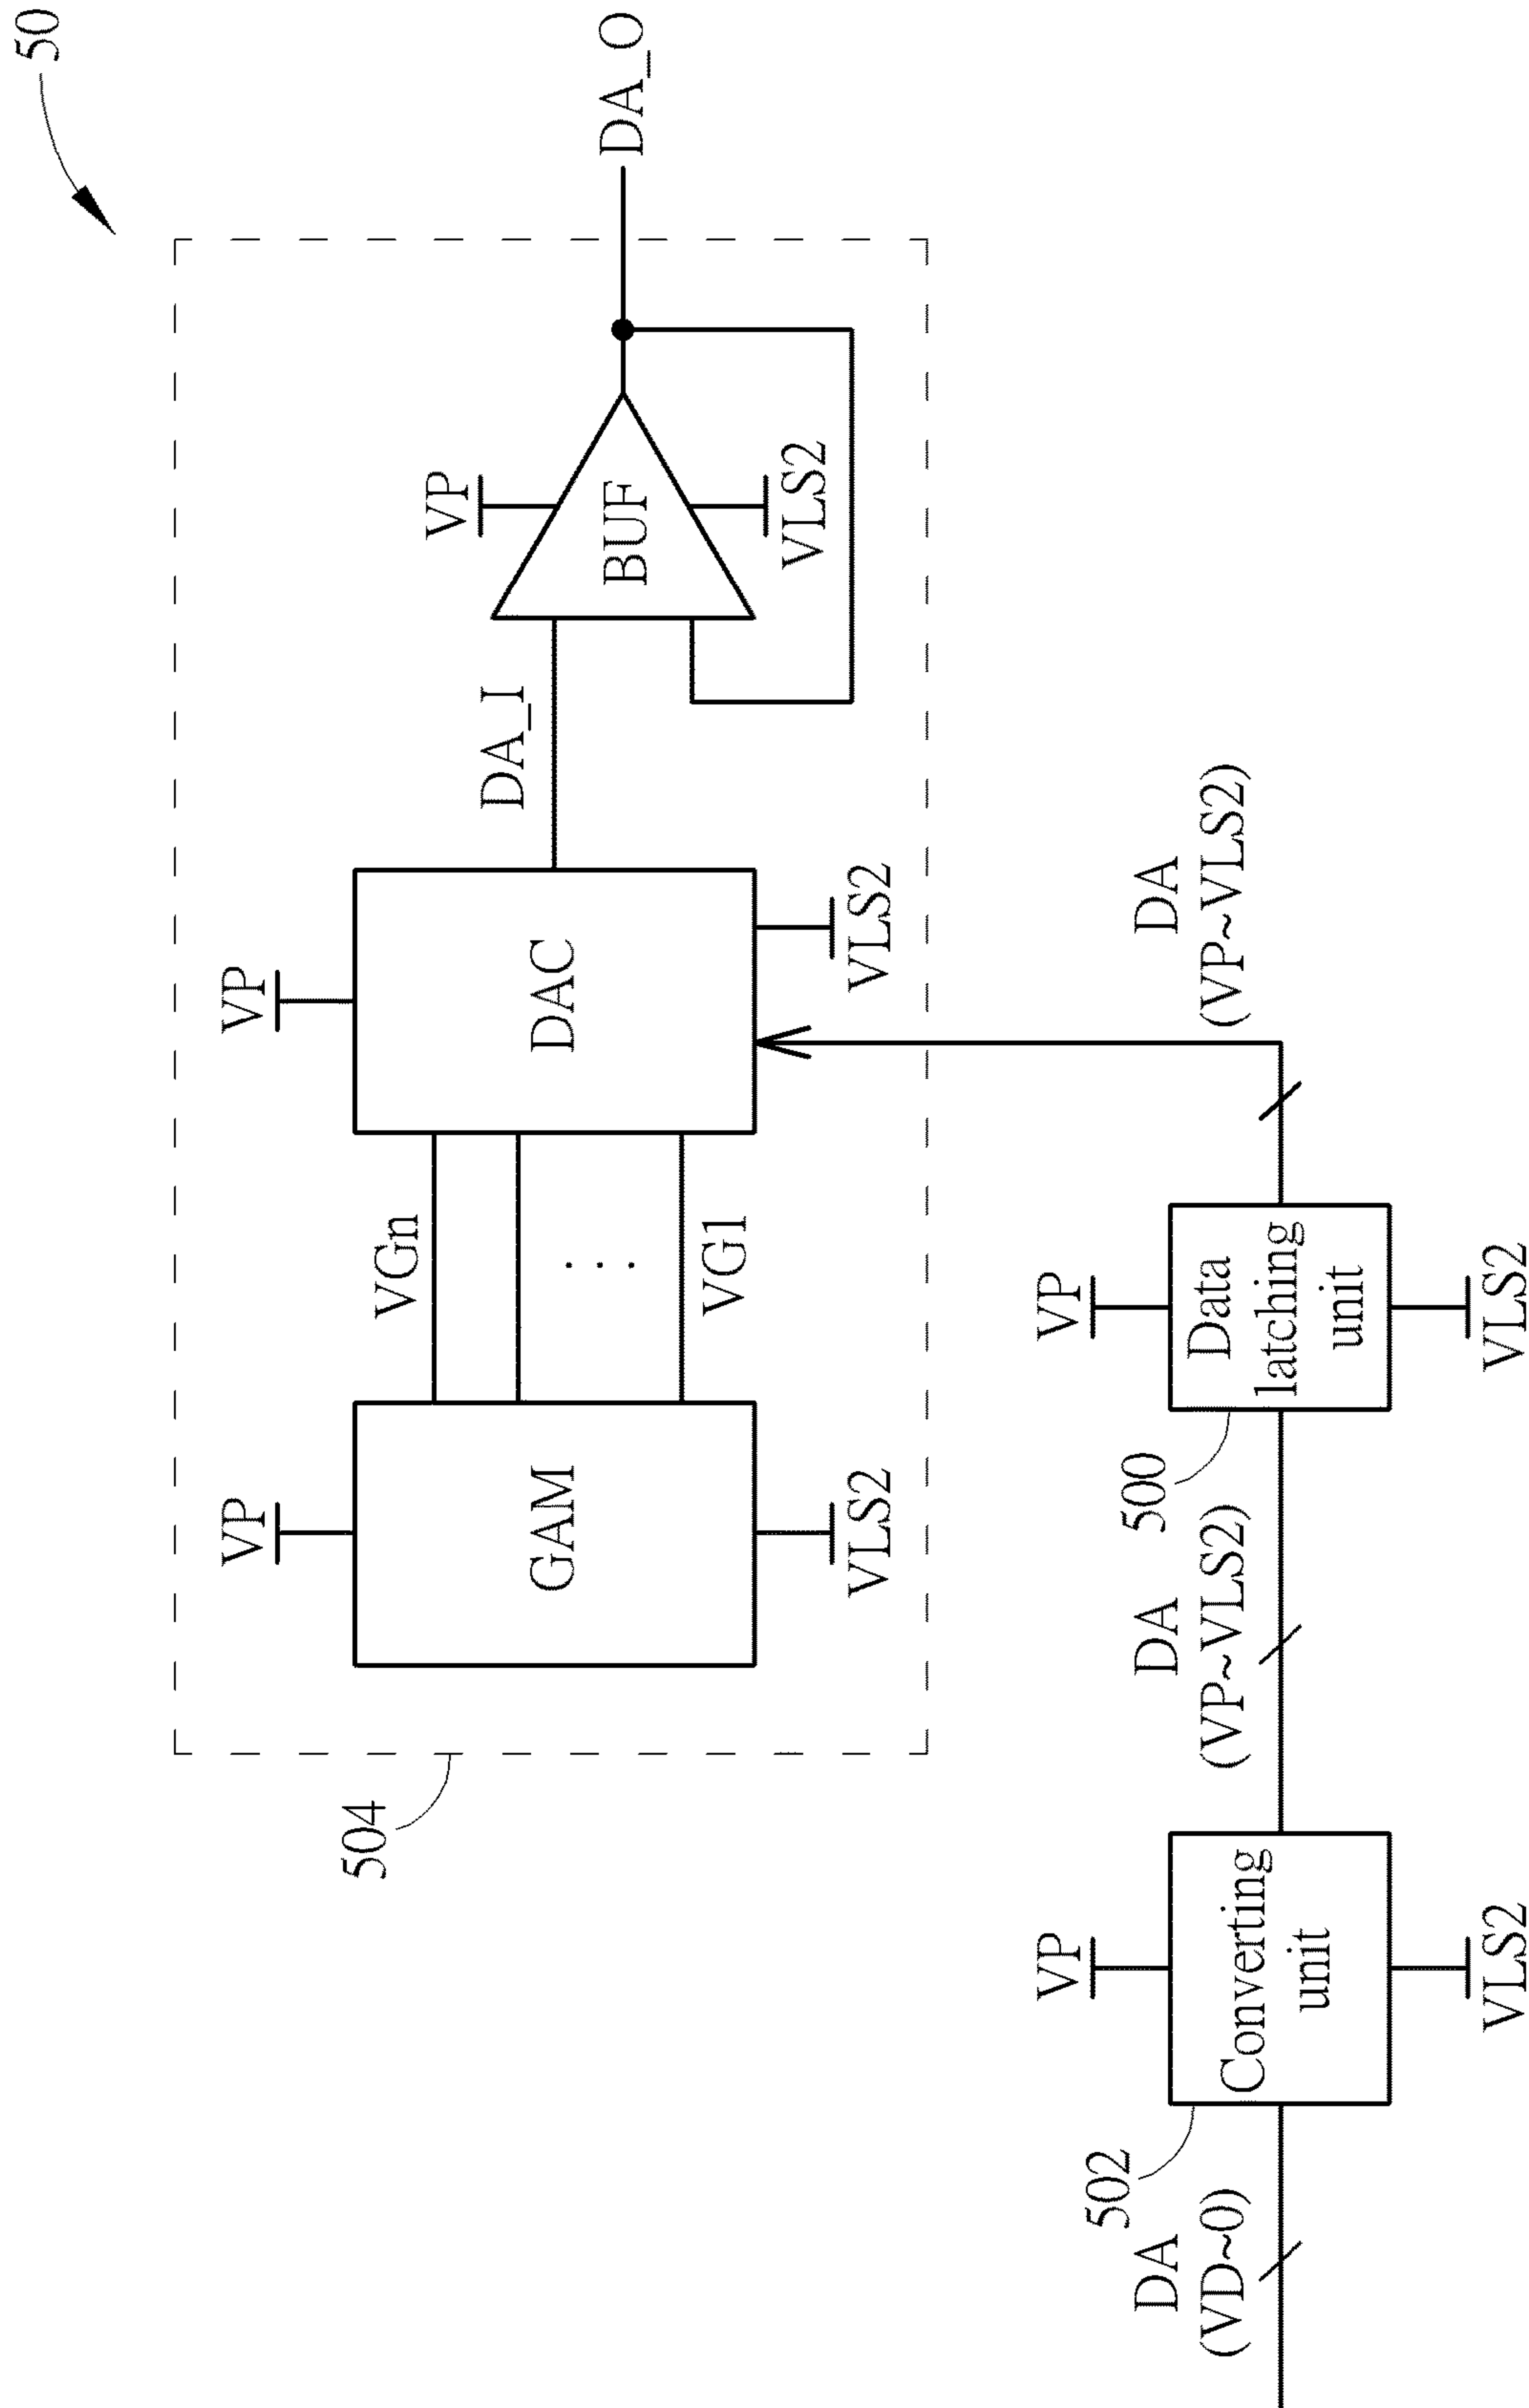 50
504
VP
VP
VP
GAM
VGn
VG1
DAC
DA_I
BUF
DA_O
VLS2
VLS2
VLS2
DA
(VD~0)
502
VP
Converting
unit
VLS2
DA
(VP~VLS2)
500
VP
Data
latching
unit
VLS2
DA
(VP~VLS2)